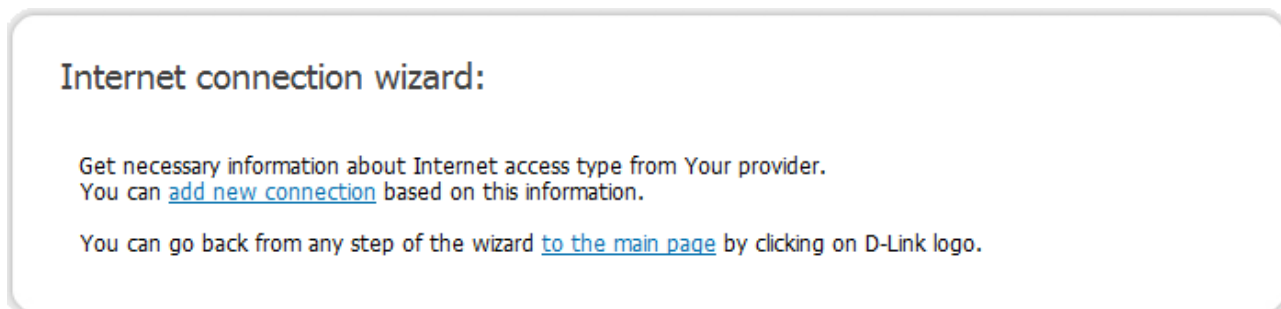 Internet connection wizard:
Get necessary information about Internet access type from Your provider.
You can add new connection based on this information.
You can go back from any step of the wizard to the main page by clicking on D-Link logo.